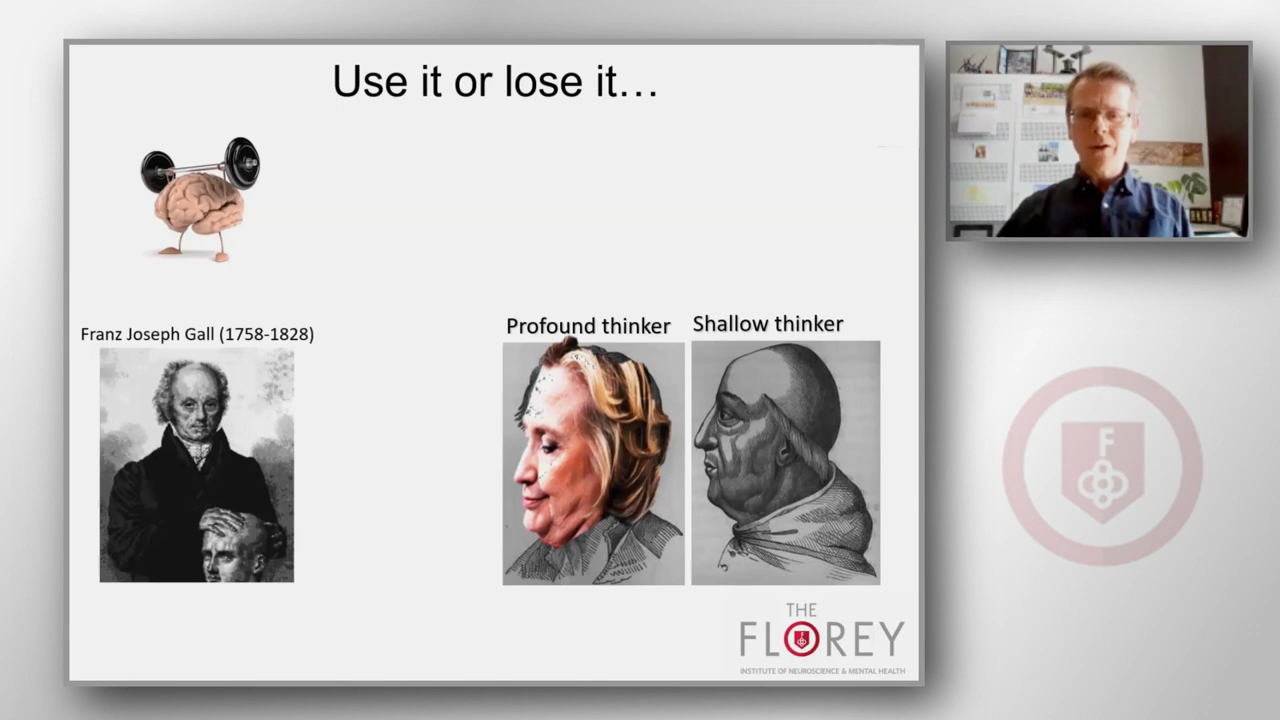 Use it or lose it…
Franz Joseph Gall (1758-1828)
Profound thinker
Shallow thinker
THE
FLOREY
INSTITUTE OF NEUROSCIENCE & MENTAL HEALTH
F